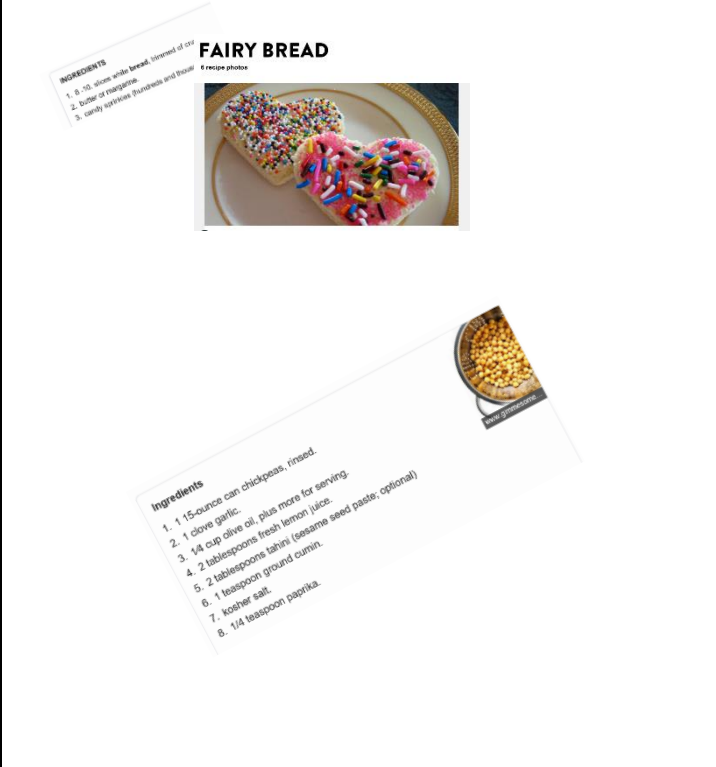 INGREDIENTS
1. 8 -10, slices while bread, trimmed of
2. butter or margarine.
3. candy sprinkles (hundreds and
FAIRY BREAD
6 recipe photos
www.gimmesome...
Ingredients
1. 1 15-ounce can chickpeas, rinsed.
2. 1 clove garlic.
3. 1/4 cup olive oil, plus more for serving.
4. 2 tablespoons fresh lemon juice.
5. 2 tablespoons tahini (sesame seed paste; optional)
6. 1 teaspoon ground cumin.
7. kosher salt.
8. 1/4 teaspoon paprika.